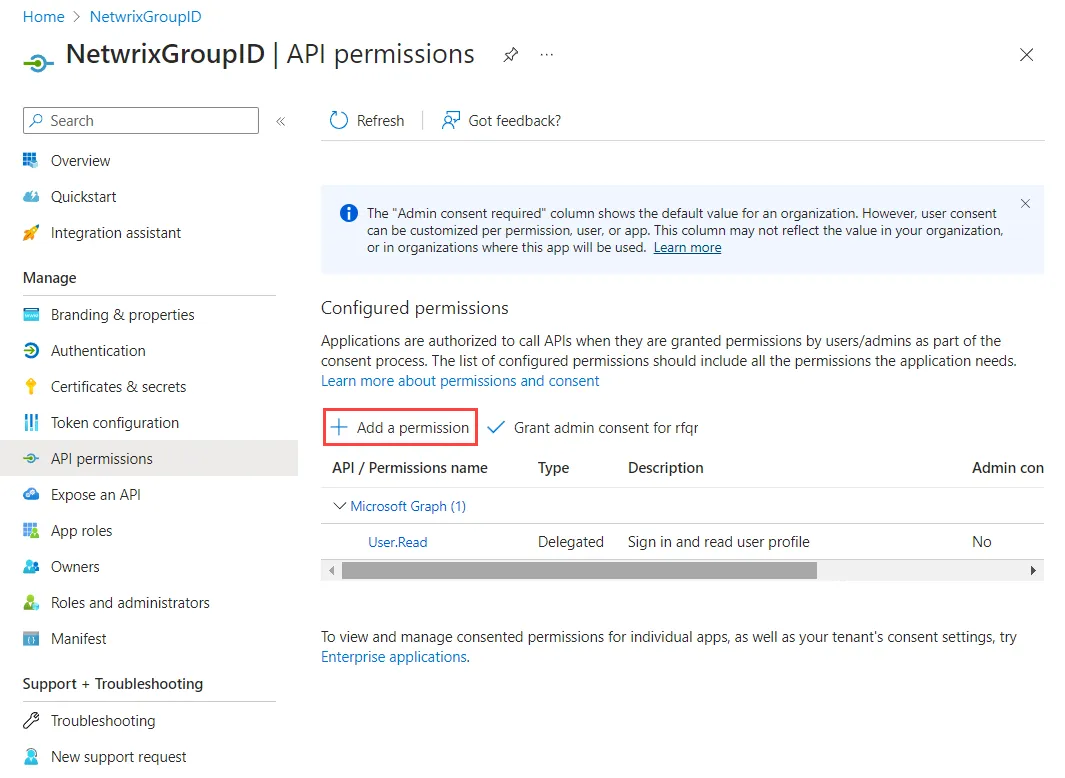 Home > NetwrixGroupID
NetwrixGroupID | API permissions ...
Search «
Refresh | Got feedback?
Overview
Quickstart
Integration assistant
Manage
Branding & properties
Authentication
Certificates & secrets
Token configuration
API permissions
Expose an API
App roles
Owners
Roles and administrators
Manifest
Support + Troubleshooting
Troubleshooting
New support request
The "Admin consent required" column shows the default value for an organization. However, user consent
can be customized per permission, user, or app. This column may not reflect the value in your organization,
or in organizations where this app will be used. Learn more
Configured permissions
Applications are authorized to call APIs when they are granted permissions by users/admins as part of the
consent process. The list of configured permissions should include all the permissions the application needs.
Learn more about permissions and consent
Add a permission Grant admin consent for rfqr
API / Permissions name Type Description Admin con
Microsoft Graph (1)
User.Read Delegated Sign in and read user profile No
To view and manage consented permissions for individual apps, as well as your tenant's consent settings, try
Enterprise applications.